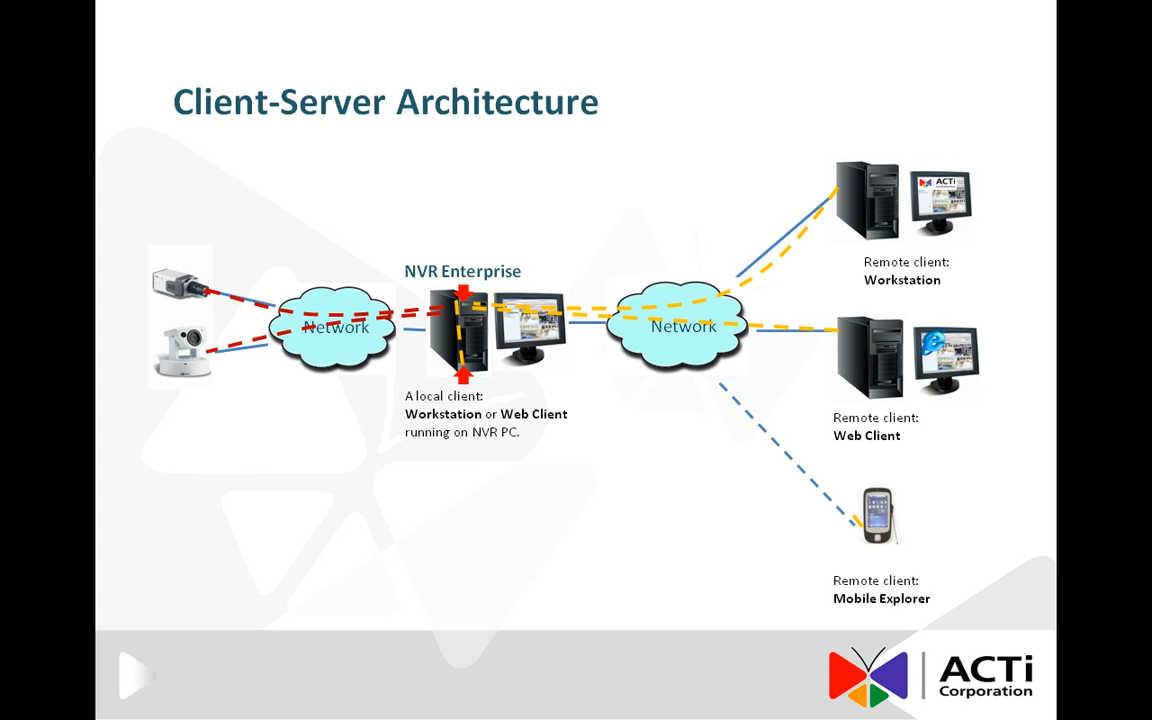 Client-Server Architecture
ACTi
Remote client:
Workstation
NVR Enterprise
Network
Network
A local client:
Workstation or Web Client
running on NVR PC.
Remote client:
Web Client
Remote client:
Mobile Explorer
ACTi
Corporation